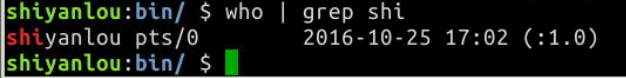 shiyanlou:bin/ $ who | grep shi
shiyanlou pts/0        2016-10-25 17:02 (:1.0)
shiyanlou:bin/ $